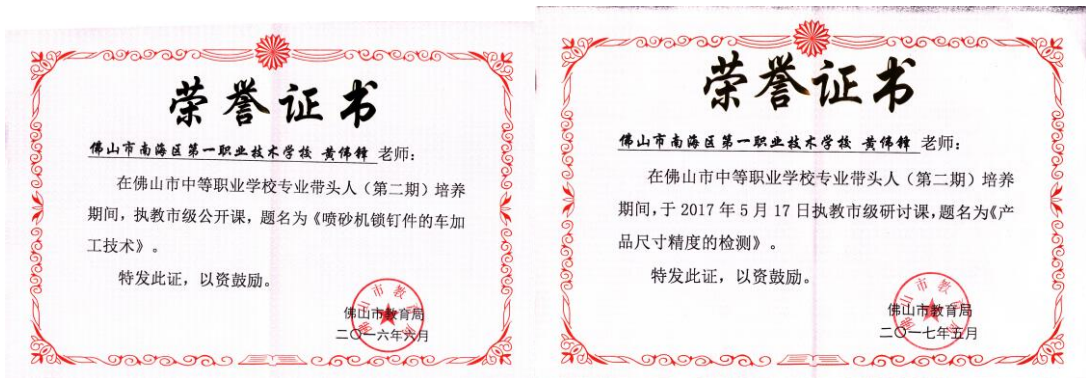 荣誉证书
佛山市南海区第一职业技术学校 黄伟锋 老师：
在佛山市中等职业学校专业带头人（第二期）培养
期间，执教市级公开课，题名为《喷砂机锁钉件的车加
工技术》。
特发此证，以资鼓励。
佛山市教育局
二〇一六年六月
荣誉证书
佛山市南海区第一职业技术学校 黄伟锋 老师：
在佛山市中等职业学校专业带头人（第二期）培养
期间，于2017年5月17日执教市级研讨课，题名为《产
品尺寸精度的检测》。
特发此证，以资鼓励。
佛山市教育局
二〇一七年五月